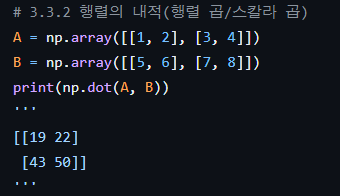 # 3.3.2 행렬의 내적(행렬 곱/스칼라 곱)
A = np.array([[1, 2], [3, 4]])
B = np.array([[5, 6], [7, 8]])
print(np.dot(A, B))
'''
[[19 22]
 [43 50]]
'''